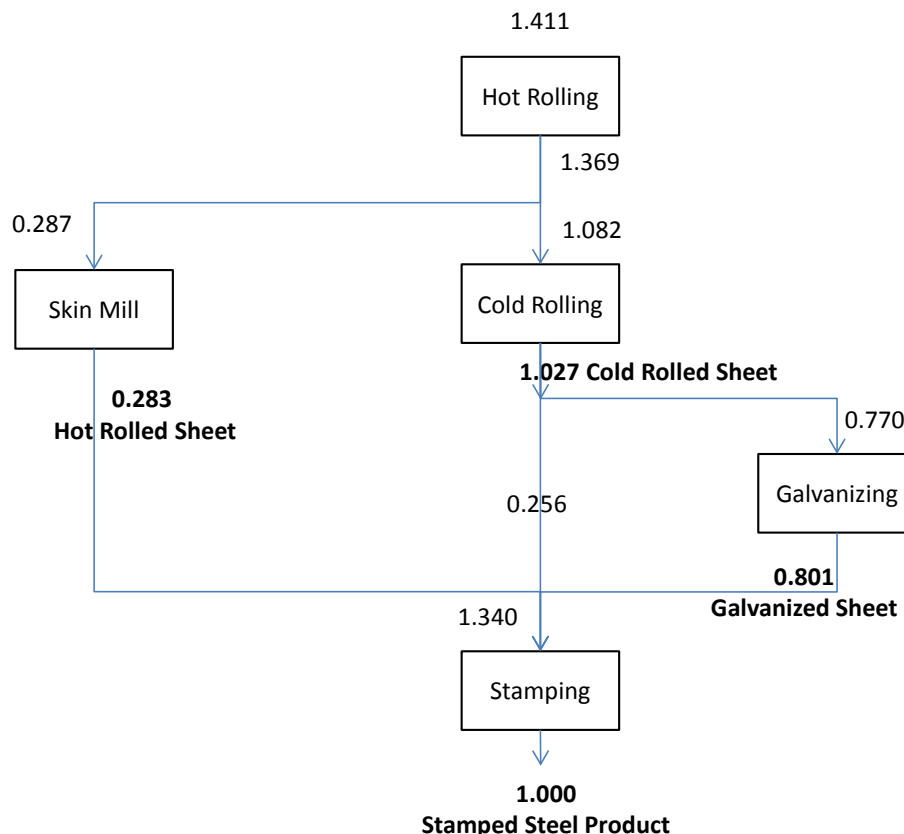 1.411
Hot Rolling
1.369
0.287
1.082
Skin Mill
Cold Rolling
1.027 Cold Rolled Sheet
0.283
Hot Rolled Sheet
0.770
Galvanizing
0.256
0.801
Galvanized Sheet
1.340
Stamping
1.000
Stamped Steel Product